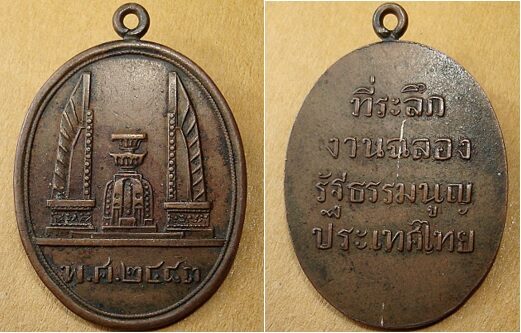 พ.ศ.๒๔๘๓
ที่ระลึก
งานฉลอง
รัฐธรรมนูญ
ประเทศไทย